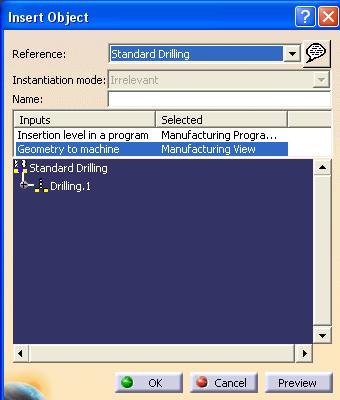 Insert Object
Reference: Standard Drilling
Instantiation mode: Irrelevant
Name:
Inputs Selected
Insertion level in a program Manufacturing Progra...
Geometry to machine Manufacturing View
Standard Drilling
Drilling.1
OK Cancel Preview